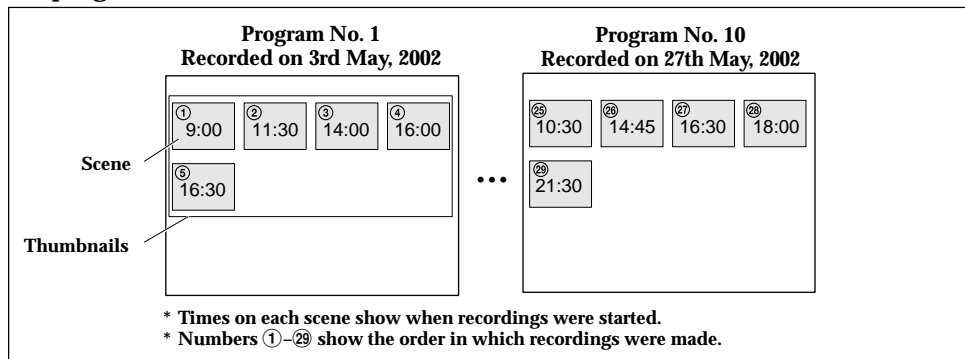 Program No. 1
Recorded on 3rd May, 2002
① 9:00
② 11:30
③ 14:00
④ 16:00
⑤ 16:30
Scene
Thumbnails
•••
Program No. 10
Recorded on 27th May, 2002
㉕ 10:30
㉖ 14:45
㉗ 16:30
㉘ 18:00
㉙ 21:30
* Times on each scene show when recordings were started.
* Numbers ①–㉙ show the order in which recordings were made.